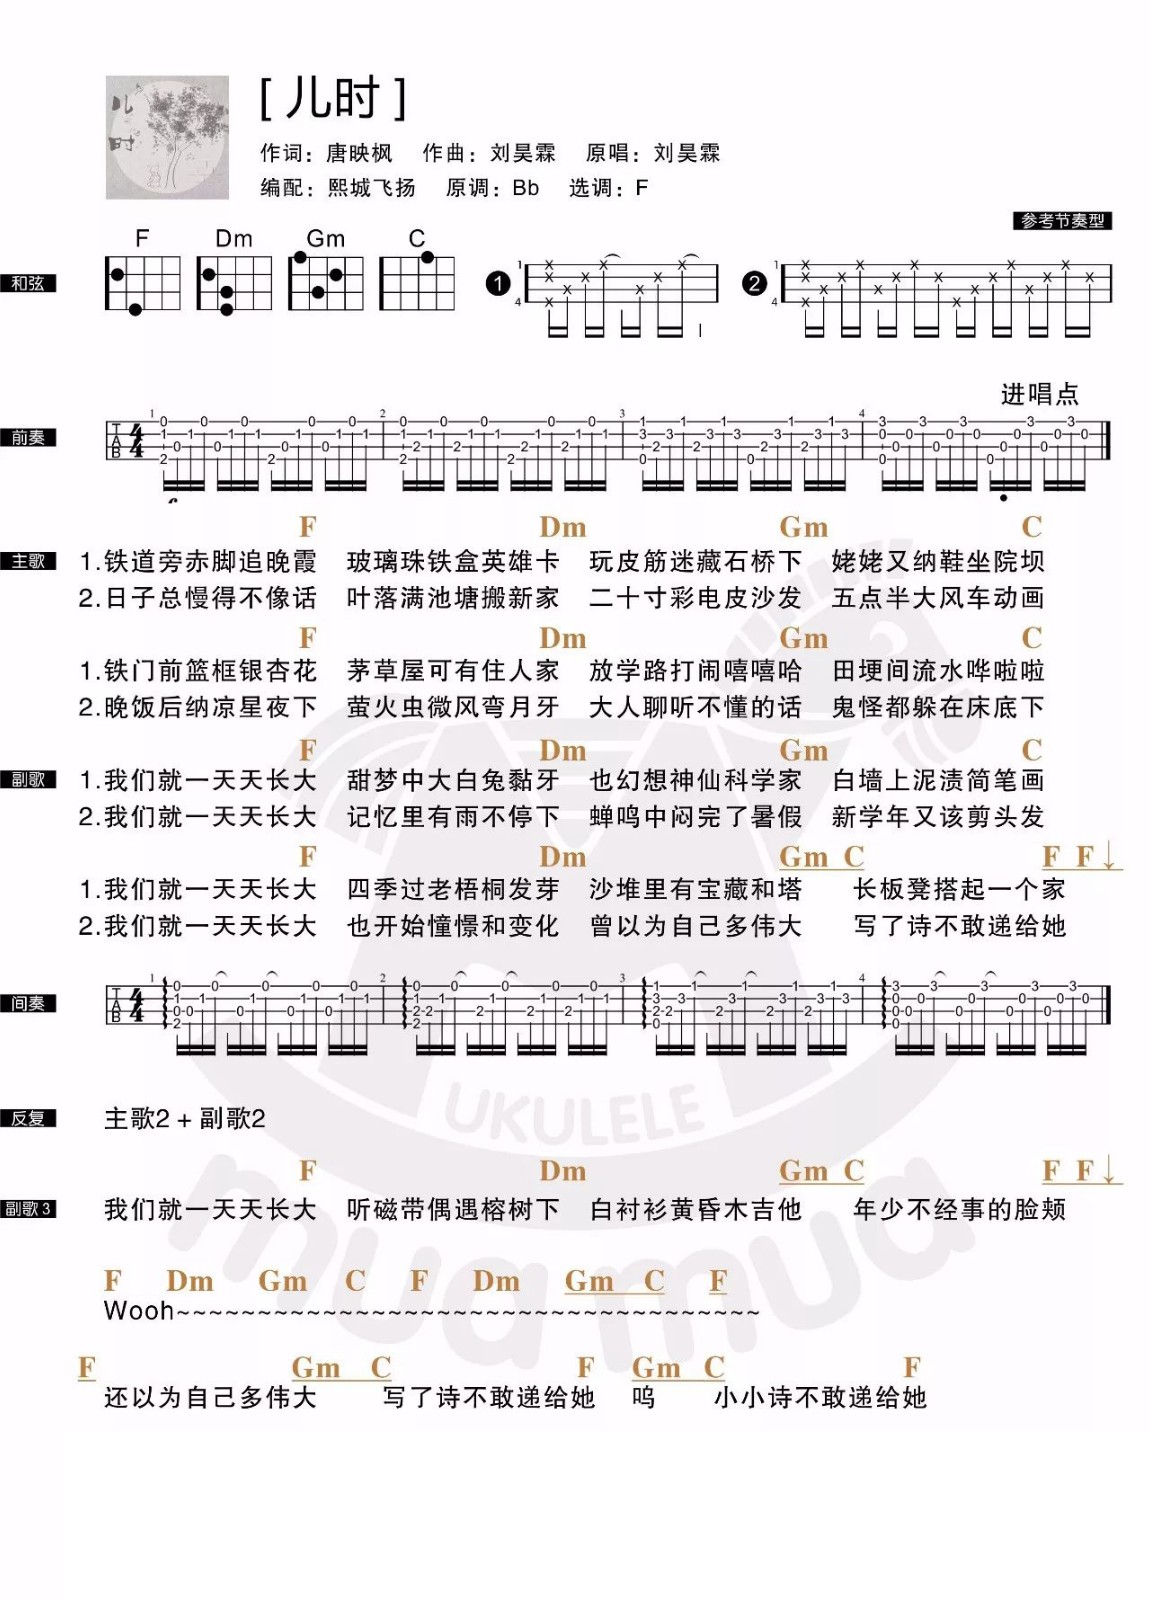 [ 儿时 ]
作词：唐映枫 作曲：刘昊霖 原唱：刘昊霖
编配：熙城飞扬 原调：Bb 选调：F
参考节奏型
F Dm Gm C
和弦
1 2
进唱点
前奏
F Dm Gm C
主歌 1.铁道旁赤脚追晚霞 玻璃珠铁盒英雄卡 玩皮筋迷藏石桥下 姥姥又纳鞋坐院坝
2.日子总慢得不像话 叶落满池塘搬新家 二十寸彩电皮沙发 五点半大风车动画
F Dm Gm C
1.铁门前篮框银杏花 茅草屋可有住人家 放学路打闹嘻嘻哈 田埂间流水哗啦啦
2.晚饭后纳凉星夜下 萤火虫微风弯月牙 大人聊听不懂的话 鬼怪都躲在床底下
F Dm Gm C
副歌 1.我们就一天天长大 甜梦中大白兔黏牙 也幻想神仙科学家 白墙上泥渍简笔画
2.我们就一天天长大 记忆里有雨不停下 蝉鸣中闷完了暑假 新学年又该剪头发
F Dm Gm C F F↓
1.我们就一天天长大 四季过老梧桐发芽 沙堆里有宝藏和塔 长板凳搭起一个家
2.我们就一天天长大 也开始憧憬和变化 曾以为自己多伟大 写了诗不敢递给她
间奏
UKULELE
反复 主歌2 + 副歌2
mua mua
F Dm Gm C F F↓
副歌 3 我们就一天天长大 听磁带偶遇榕树下 白衬衫黄昏木吉他 年少不经事的脸颊
F Dm Gm C F Dm Gm C F
Wooh~~~~~~~~~~~~~~~~~~~~~~~~~~~~~~~~~~~~
F Gm C F Gm C F
还以为自己多伟大 写了诗不敢递给她 呜 小小诗不敢递给她